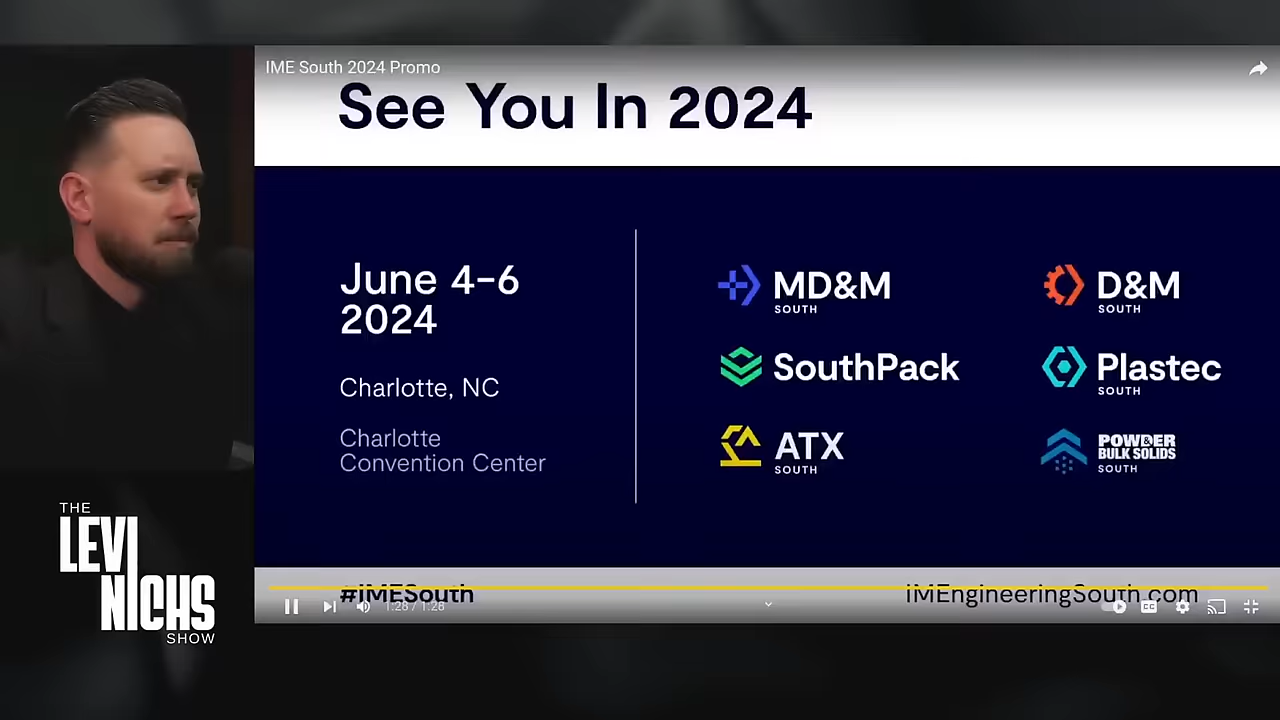 IME South 2024 Promo
See You In 2024
June 4-6
2024
Charlotte, NC
Charlotte
Convention Center
MD&M
SOUTH
D&M
SOUTH
SouthPack
Plastec
SOUTH
ATX
SOUTH
POWDER
&
BULK SOLIDS
SOUTH
#IMESouth
IMEngineeringSouth.com
1:28 / 1:28
CC
THE
LEVI
NICHS
SHOW